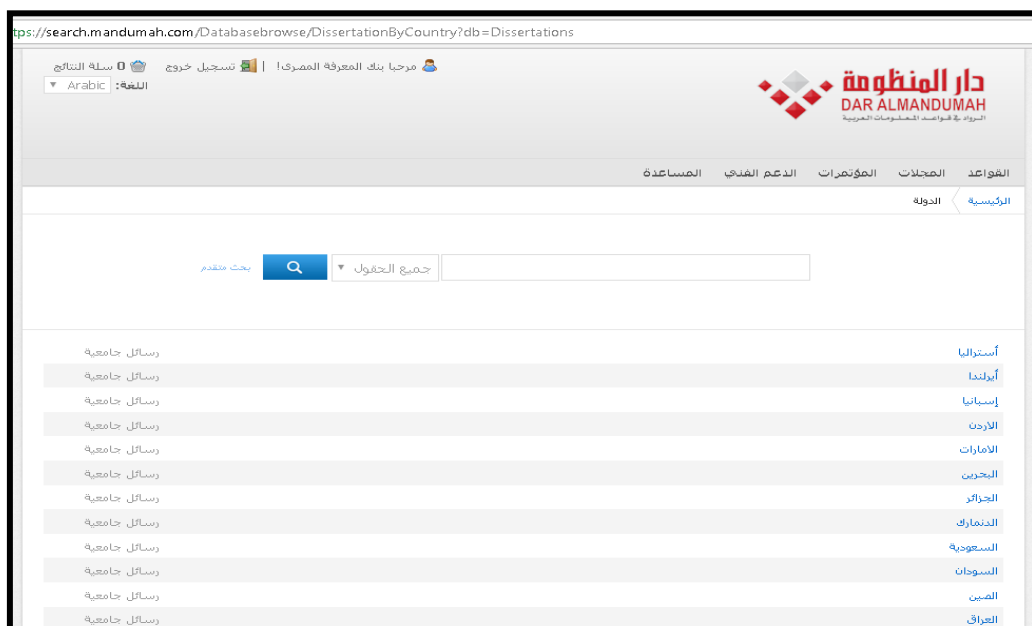 tps://search.mandumah.com/Databasebrowse/DissertationByCountry?db=Dissertations
مرحبا بنك المعرفة المصرى! | تسجيل خروج 0 سلة النتائج
اللغة: Arabic
دار المنظومة
DAR ALMANDUMAH
الرواد في قواعد المعلومات العربية
القواعد المجلات المؤتمرات الدعم الفني المساعدة
الرئيسية الدولة
جميع الحقول بحث متقدم
أستراليا رسائل جامعية
أيرلندا رسائل جامعية
إسبانيا رسائل جامعية
الاردن رسائل جامعية
الامارات رسائل جامعية
البحرين رسائل جامعية
الجزائر رسائل جامعية
الدنمارك رسائل جامعية
السعودية رسائل جامعية
السودان رسائل جامعية
الصين رسائل جامعية
العراق رسائل جامعية